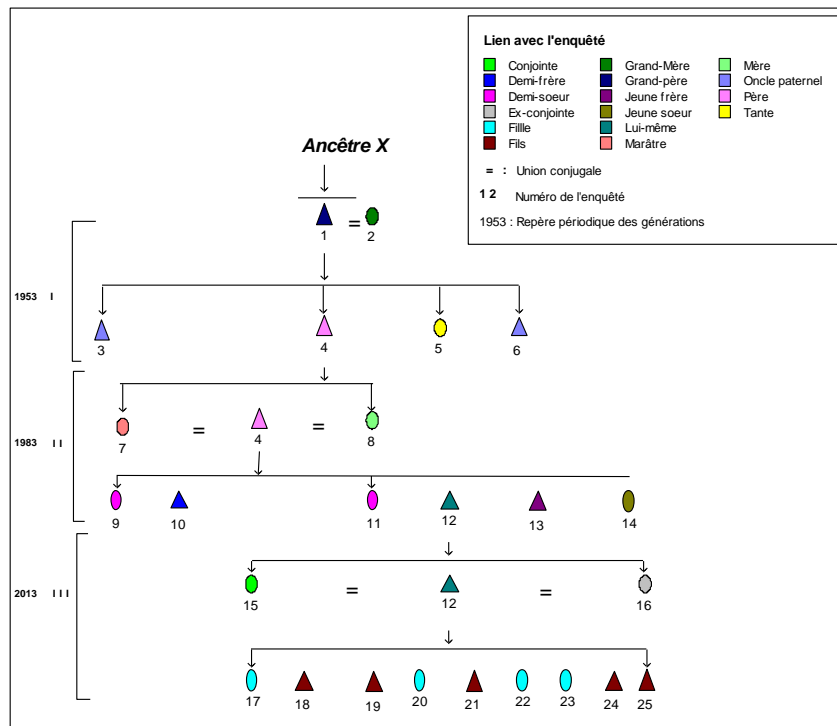 Lien avec l'enquêté
Conjointe
Demi-frère
Demi-soeur
Ex-conjointe
Fillle
Fils
Grand-Mère
Grand-père
Jeune frère
Jeune soeur
Lui-même
Marâtre
Mère
Oncle paternel
Père
Tante
= : Union conjugale
1 2 Numéro de l'enquêté
1953 : Repère périodique des générations
Ancêtre X
1 = 2
1953 I
3 4 5 6
1983 I I
7 = 4 = 8
9 10 11 12 13 14
2013 I I I
15 = 12 = 16
17 18 19 20 21 22 23 24 25